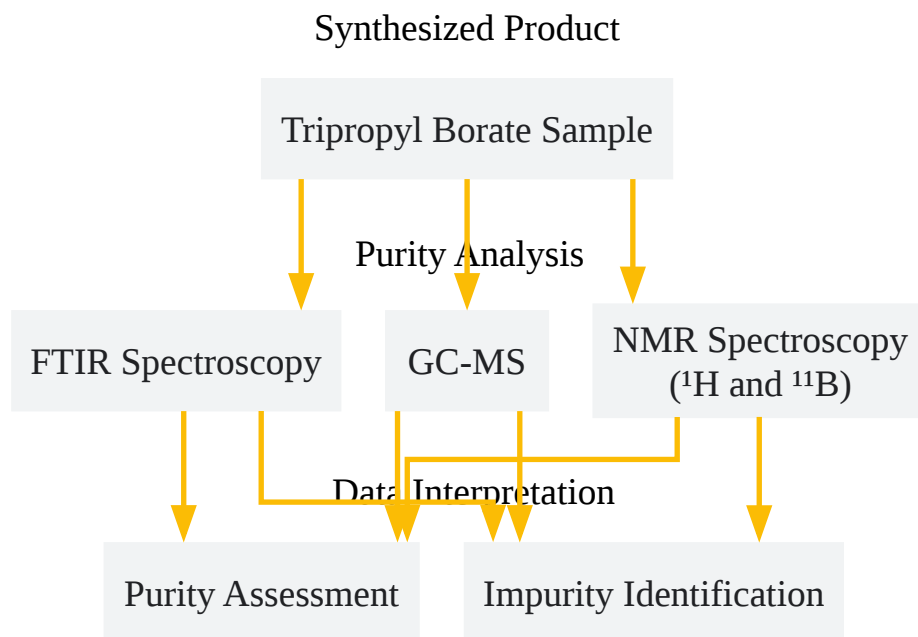 Synthesized Product
Tripropyl Borate Sample
Purity Analysis
FTIR Spectroscopy
GC-MS
NMR Spectroscopy
(¹H and ¹¹B)
Data Interpretation
Purity Assessment
Impurity Identification